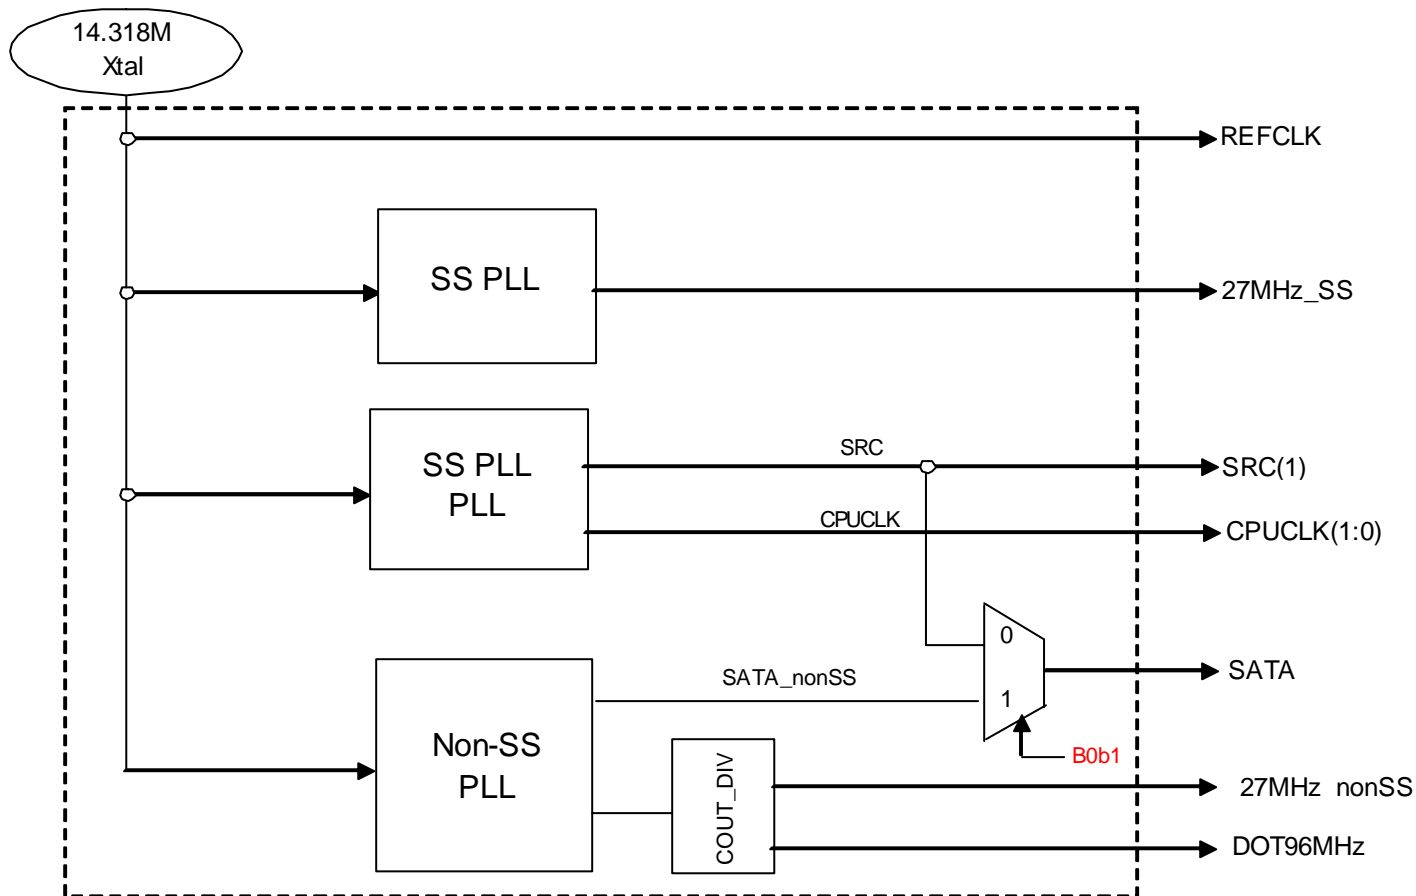 14.318M
Xtal
REFCLK
SS PLL
27MHz_SS
SS PLL
PLL
SRC
SRC(1)
CPUCLK
CPUCLK(1:0)
0
1
SATA
SATA_nonSS
Non-SS
PLL
COUT_DIV
B0b1
27MHz nonSS
DOT96MHz